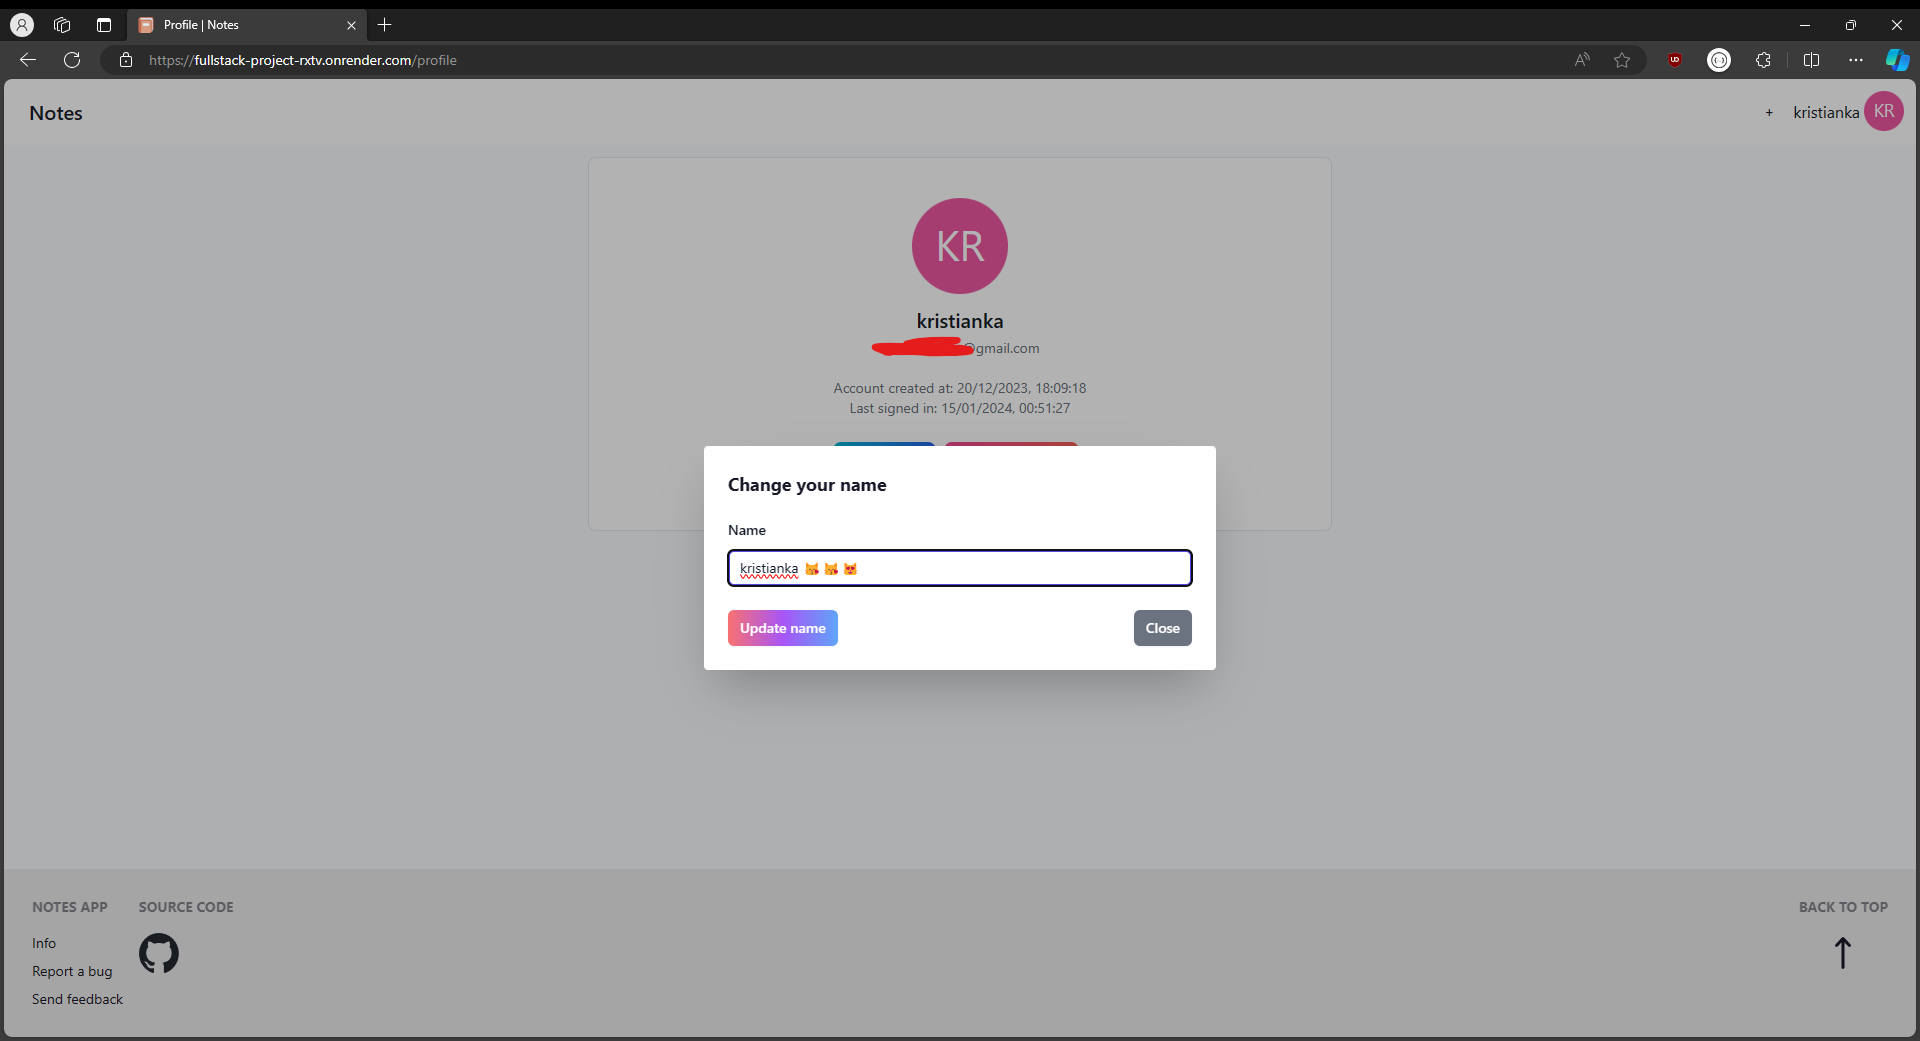 Profile | Notes
https://fullstack-project-rxtv.onrender.com/profile
Notes
+ kristianka KR
KR
kristianka
@gmail.com
Account created at: 20/12/2023, 18:09:18
Last signed in: 15/01/2024, 00:51:27
Change your name
Name
kristianka 😽 😽 😻
Update name
Close
NOTES APP
SOURCE CODE
BACK TO TOP
Info
Report a bug
Send feedback